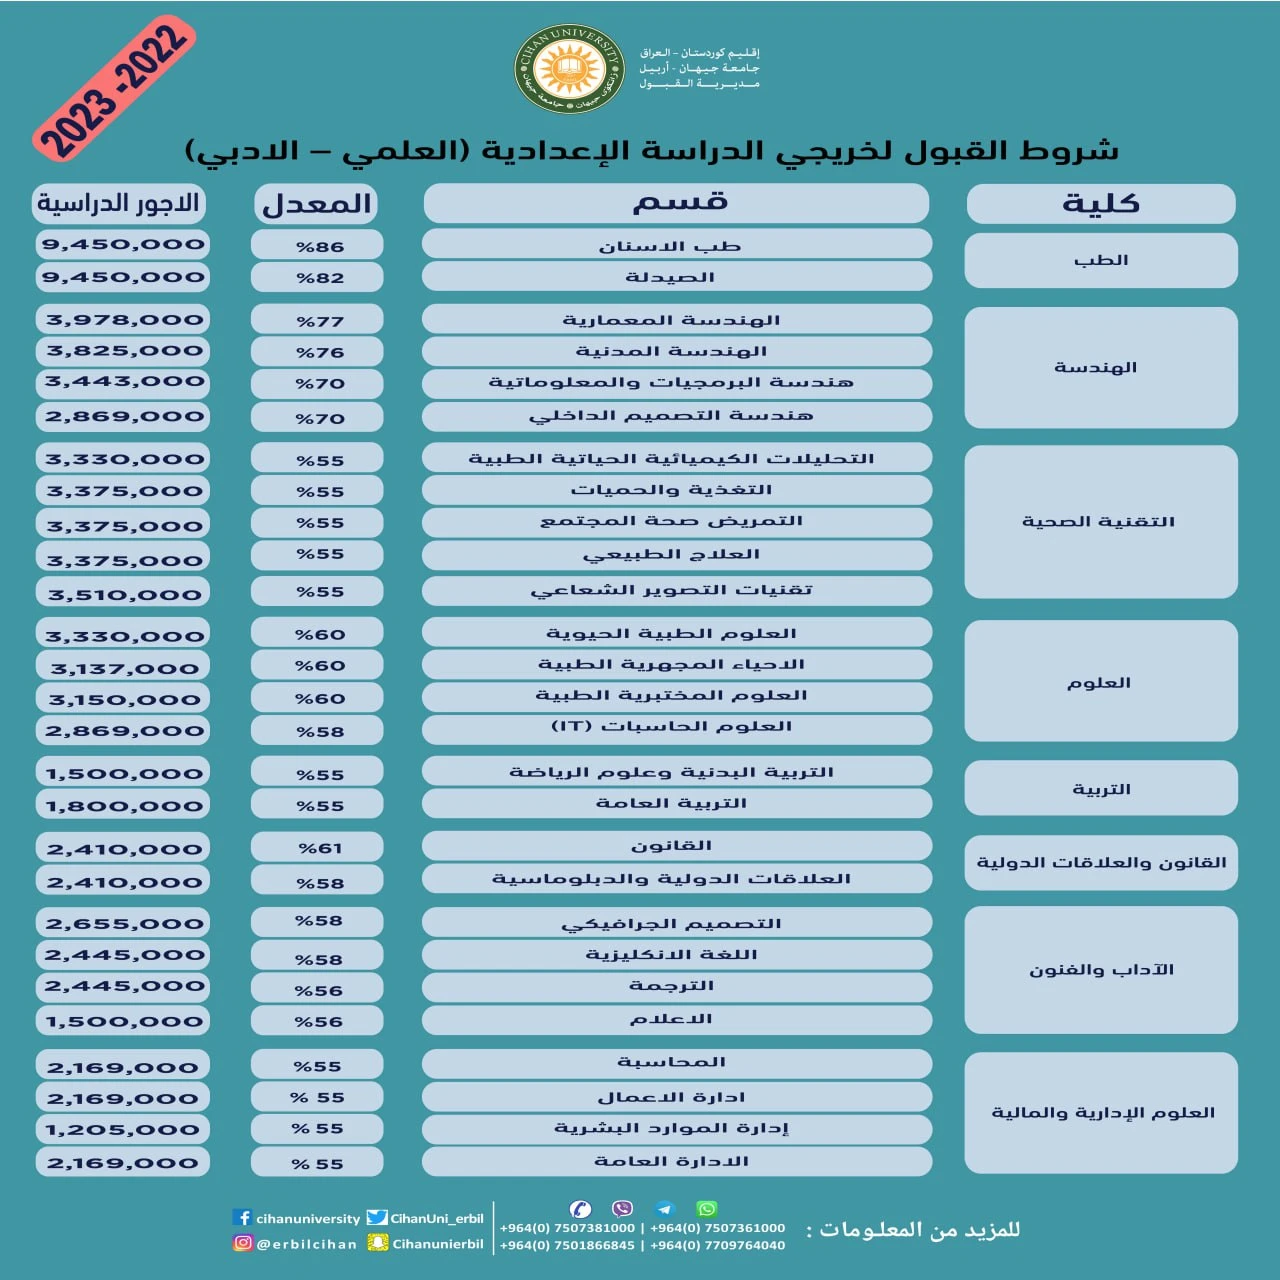 2023 -2022
CIHAN UNIVERSITY
زانكۆی جيهان
جامعة جيهان
إقليم كوردستان - العراق
جامعة جيهان - أربيل
مديرية القبول
شروط القبول لخريجي الدراسة الإعدادية (العلمي – الادبي)
كلية قسم المعدل الاجور الدراسية
الطب
طب الاسنان %86 9,450,000
الصيدلة %82 9,450,000
الهندسة
الهندسة المعمارية %77 3,978,000
الهندسة المدنية %76 3,825,000
هندسة البرمجيات والمعلوماتية %70 3,443,000
هندسة التصميم الداخلي %70 2,869,000
التقنية الصحية
التحليلات الكيميائية الحياتية الطبية %55 3,330,000
التغذية والحميات %55 3,375,000
التمريض صحة المجتمع %55 3,375,000
العلاج الطبيعي %55 3,375,000
تقنيات التصوير الشعاعي %55 3,510,000
العلوم
العلوم الطبية الحيوية %60 3,330,000
الاحياء المجهرية الطبية %60 3,137,000
العلوم المختبرية الطبية %60 3,150,000
العلوم الحاسبات (IT) %58 2,869,000
التربية
التربية البدنية وعلوم الرياضة %55 1,500,000
التربية العامة %55 1,800,000
القانون والعلاقات الدولية
القانون %61 2,410,000
العلاقات الدولية والدبلوماسية %58 2,410,000
الآداب والفنون
التصميم الجرافيكي %58 2,655,000
اللغة الانكليزية %58 2,445,000
الترجمة %56 2,445,000
الاعلام %56 1,500,000
العلوم الإدارية والمالية
المحاسبة %55 2,169,000
ادارة الاعمال % 55 2,169,000
إدارة الموارد البشرية % 55 1,205,000
الادارة العامة % 55 2,169,000
للمزيد من المعلومات :
+964(0) 7507381000 | +964(0) 7507361000
+964(0) 7501866845 | +964(0) 7709764040
cihanuniversity CihanUni_erbil
@erbilcihan Cihanunierbil